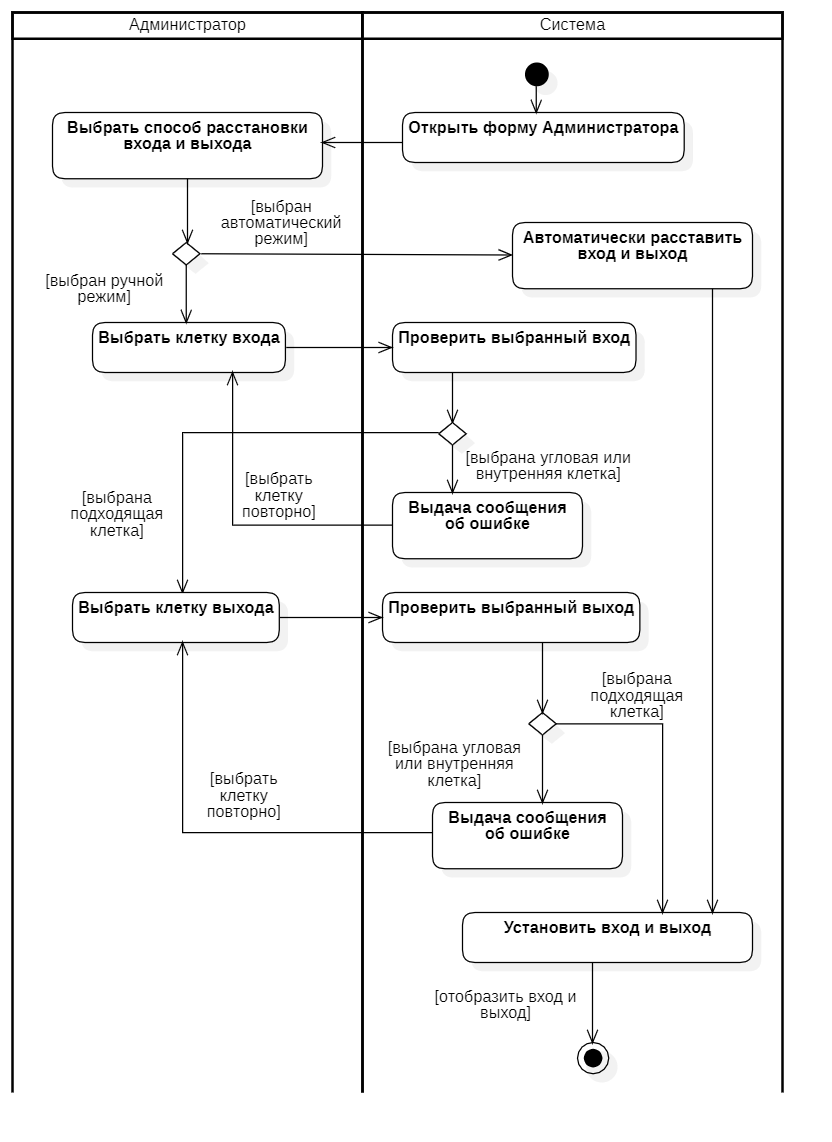 Администратор
Система
Открыть форму Администратора
Выбрать способ расстановки
входа и выхода
[выбран
автоматический
режим]
Автоматически расставить
вход и выход
[выбран ручной
режим]
Выбрать клетку входа
Проверить выбранный вход
[выбрана угловая или
внутренняя клетка]
[выбрать
клетку
повторно]
[выбрана
подходящая
клетка]
Выдача сообщения
об ошибке
Выбрать клетку выхода
Проверить выбранный выход
[выбрана
подходящая
клетка]
[выбрана угловая
или внутренняя
клетка]
[выбрать
клетку
повторно]
Выдача сообщения
об ошибке
Установить вход и выход
[отобразить вход и
выход]